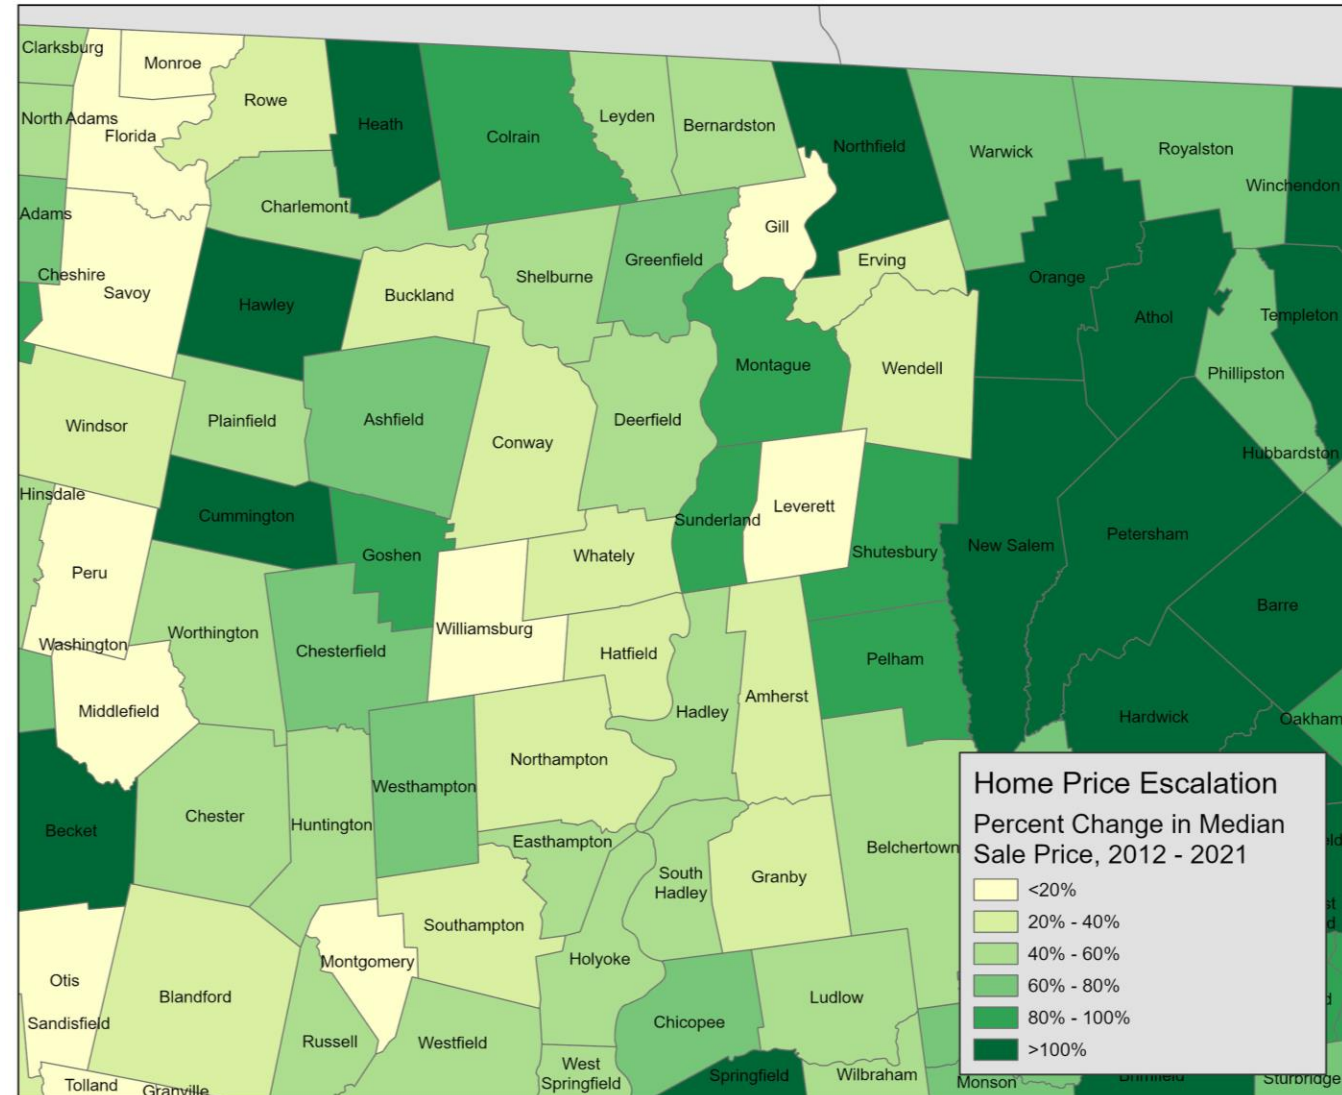 Clarksburg
Monroe
Rowe
Heath
Colrain
Leyden
Bernardston
Northfield
Warwick
Royalston
Winchendon
North Adams
Florida
Charlemont
Adams
Gill
Cheshire
Savoy
Hawley
Buckland
Shelburne
Greenfield
Erving
Orange
Athol
Templeton
Montague
Wendell
Phillipston
Windsor
Plainfield
Ashfield
Conway
Deerfield
Hubbardston
Hinsdale
Cummington
Goshen
Whately
Sunderland
Leverett
Shutesbury
New Salem
Petersham
Peru
Barre
Washington
Worthington
Chesterfield
Williamsburg
Hatfield
Pelham
Middlefield
Hadley
Amherst
Hardwick
Oakham
Northampton
Westhampton
Becket
Chester
Huntington
Easthampton
Belchertown
South
Hadley
Granby
Southampton
Montgomery
Holyoke
Otis
Blandford
Ludlow
Sandisfield
Russell
Westfield
Chicopee
West
Springfield
Springfield
Wilbraham
Monson
Brimfield
Sturbridge
Tolland
Granville
Home Price Escalation
Percent Change in Median
Sale Price, 2012 - 2021
<20%
20% - 40%
40% - 60%
60% - 80%
80% - 100%
>100%